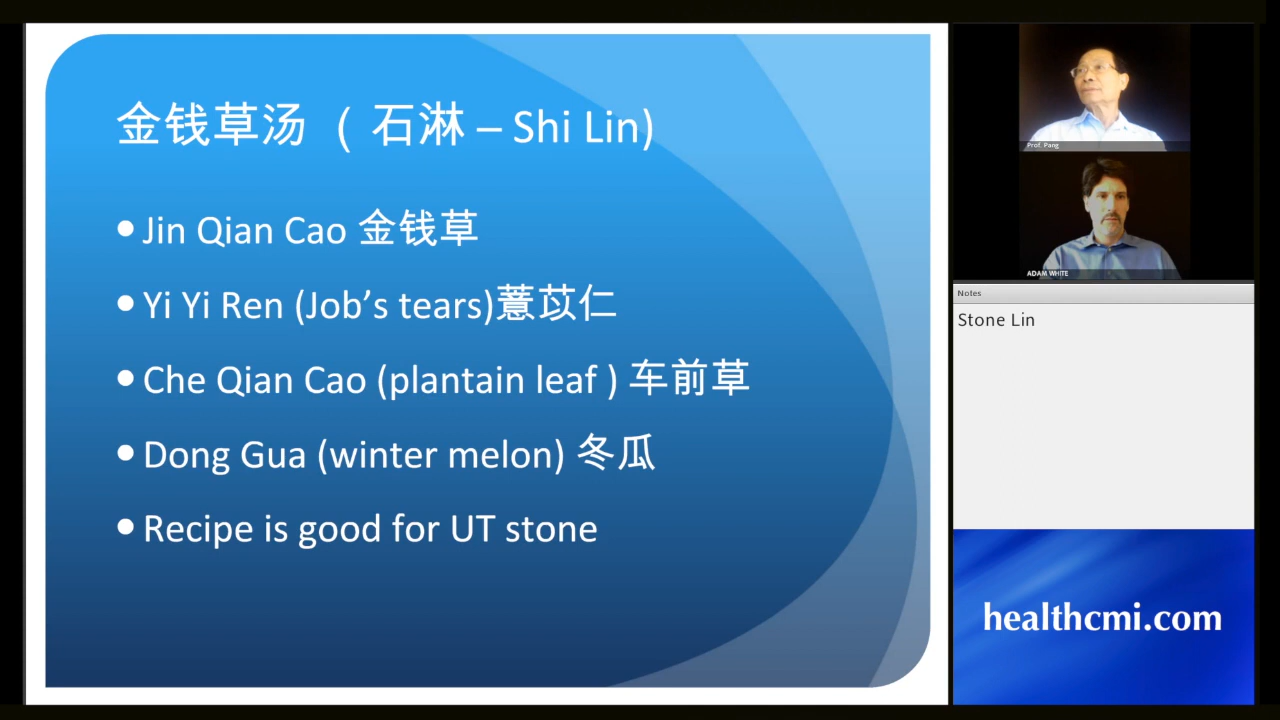 金钱草汤 ( 石淋 – Shi Lin)
• Jin Qian Cao 金钱草
• Yi Yi Ren (Job’s tears)薏苡仁
• Che Qian Cao (plantain leaf ) 车前草
• Dong Gua (winter melon) 冬瓜
• Recipe is good for UT stone
Prof. Pang
ADAM WHITE
Notes
Stone Lin
healthcmi.com